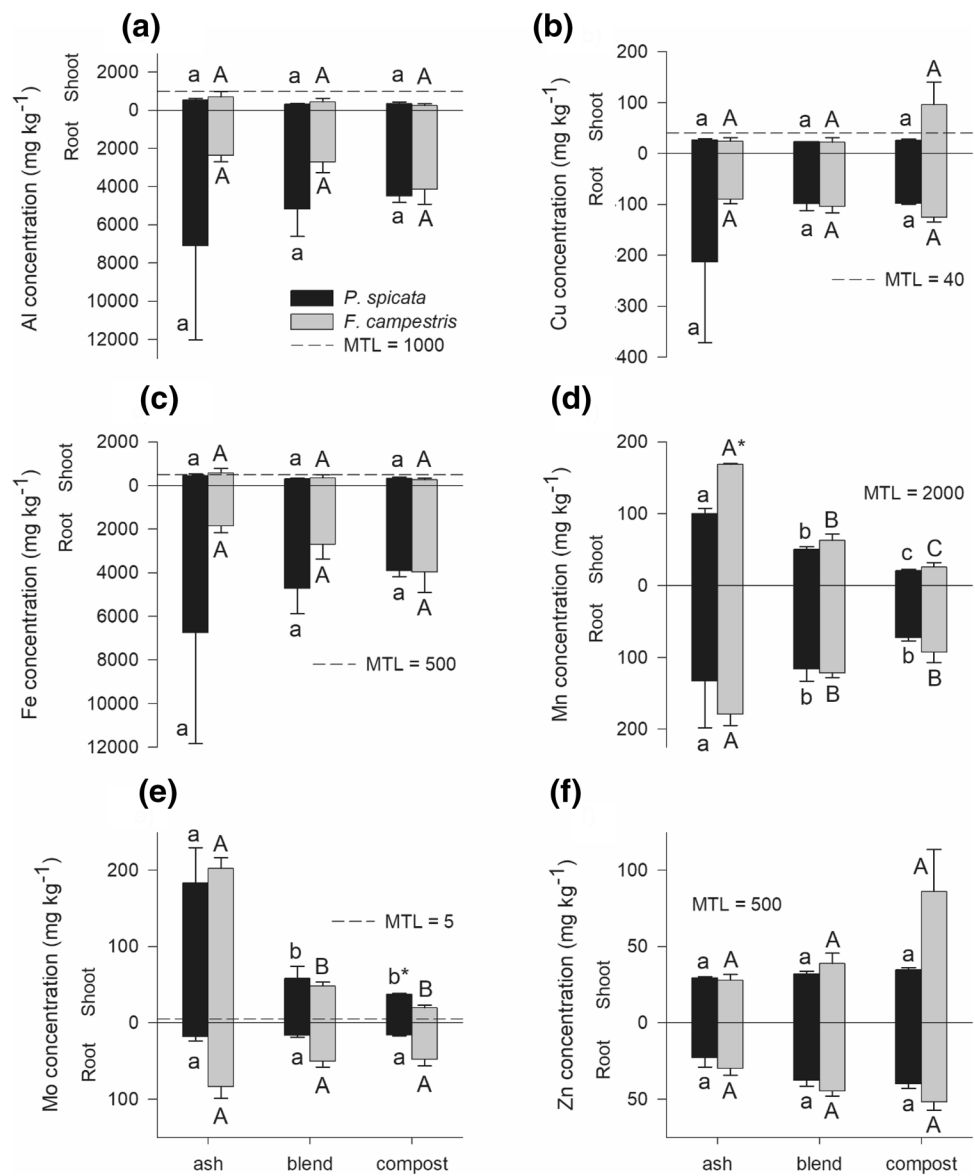 (a)
Al concentration (mg kg-1)
Root Shoot
2000
0
2000
4000
6000
8000
10000
12000
a A a A a A
a A a A a A
P. spicata
F. campestris
MTL = 1000
(b)
Cu concentration (mg kg-1)
Root Shoot
200
100
0
-100
-200
-300
-400
a A a A a A
a A a A a A
MTL = 40
(c)
Fe concentration (mg kg-1)
Root Shoot
2000
0
2000
4000
6000
8000
10000
12000
a A a A a A
a A a A a A
MTL = 500
(d)
Mn concentration (mg kg-1)
Root Shoot
200
100
0
100
200
a A* b B c C
a A b B b B
MTL = 2000
(e)
Mo concentration (mg kg-1)
Root Shoot
200
100
0
100
a A b B b* B
a A a A a A
MTL = 5
ash blend compost
(f)
Zn concentration (mg kg-1)
Root Shoot
100
50
0
50
a A a A a A
a A a A a A
MTL = 500
ash blend compost